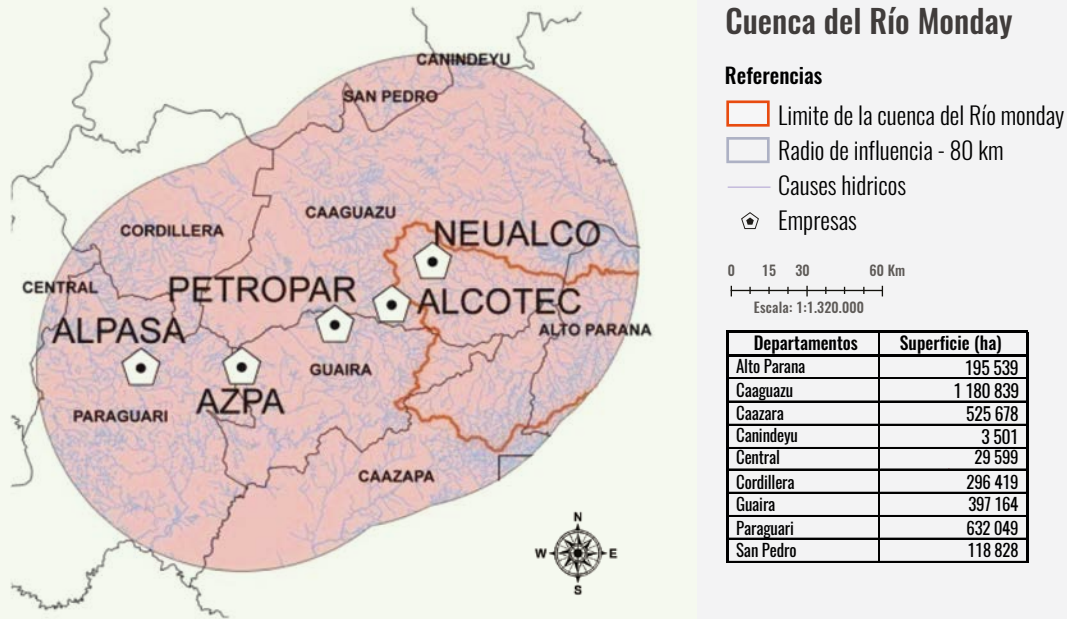 CANINDEYU
SAN PEDRO
CAAGUAZU
CORDILLERA
NEUALCO
CENTRAL
PETROPAR
ALCOTEC
ALPASA
ALTO PARANA
GUAIRA
AZPA
PARAGUARI
CAAZAPA
N
W E
S
Cuenca del Río Monday
Referencias
Limite de la cuenca del Río monday
Radio de influencia - 80 km
Causes hidricos
Empresas
0 15 30 60 Km
Escala: 1:1.320.000
Departamentos Superficie (ha)
Alto Parana 195 539
Caaguazu 1 180 839
Caazara 525 678
Canindeyu 3 501
Central 29 599
Cordillera 296 419
Guaira 397 164
Paraguari 632 049
San Pedro 118 828